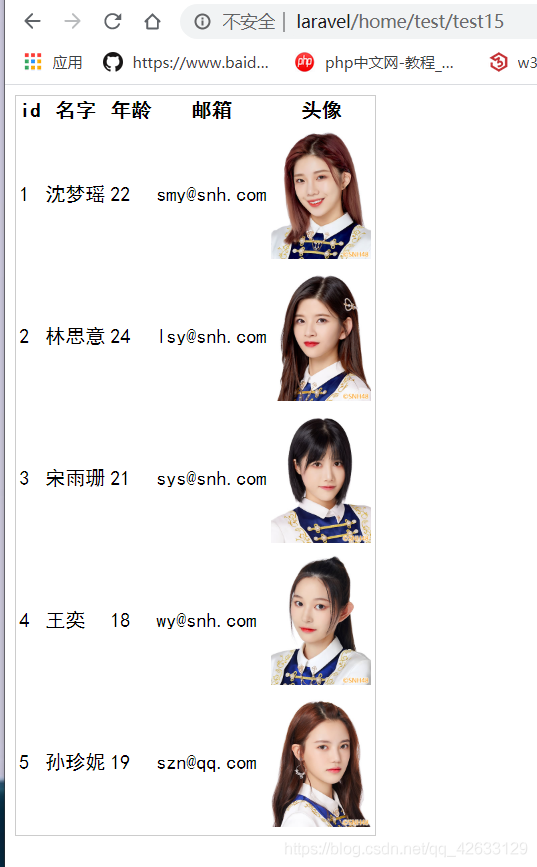 不安全 | laravel/home/test/test15
应用 https://www.baid... php中文网-教程_... w3
id 名字 年龄 邮箱 头像
1 沈梦瑶 22 smy@snh.com
2 林思意 24 lsy@snh.com
3 宋雨珊 21 sys@snh.com
4 王奕 18 wy@snh.com
5 孙珍妮 19 szn@qq.com
https://blog.csdn.net/qq_42633129